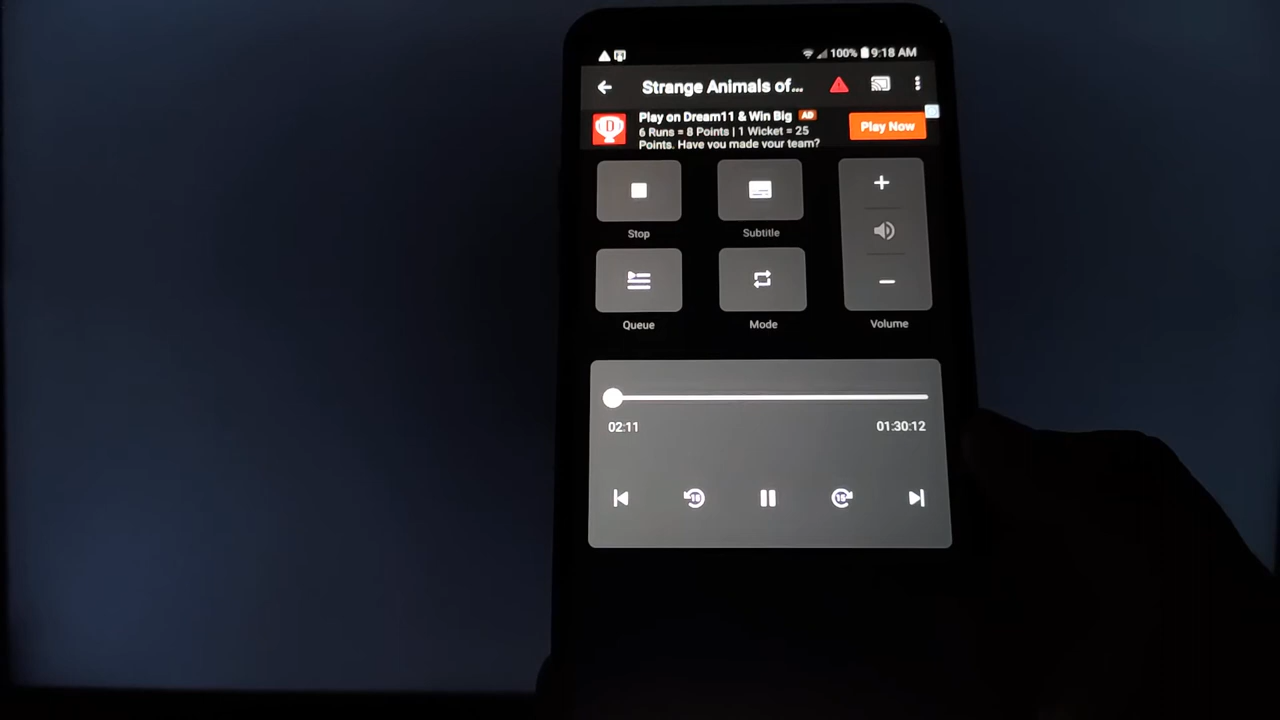 100% 9:18 AM
Strange Animals of...
Play on Dream11 & Win Big AD
6 Runs = 8 Points | 1 Wicket = 25
Points. Have you made your team?
Play Now
D
Stop
Subtitle
Queue
Mode
Volume
02:11
01:30:12
15
15